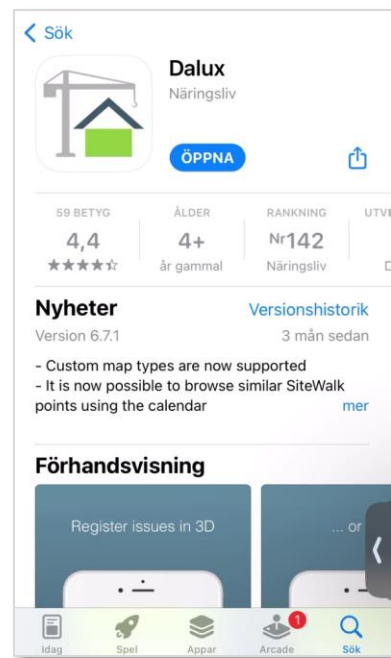 Sök
Dalux
Näringsliv
ÖPPNA
59 BETYG
ÅLDER
RANKNING
4,4
4+
Nr142
år gammal
Näringsliv
Nyheter
Versionshistorik
Version 6.7.1
3 mån sedan
- Custom map types are now supported
- It is now possible to browse similar SiteWalk
points using the calendar
mer
Förhandsvisning
Register issues in 3D
... or
1
Idag
Spel
Appar
Arcade
Sök